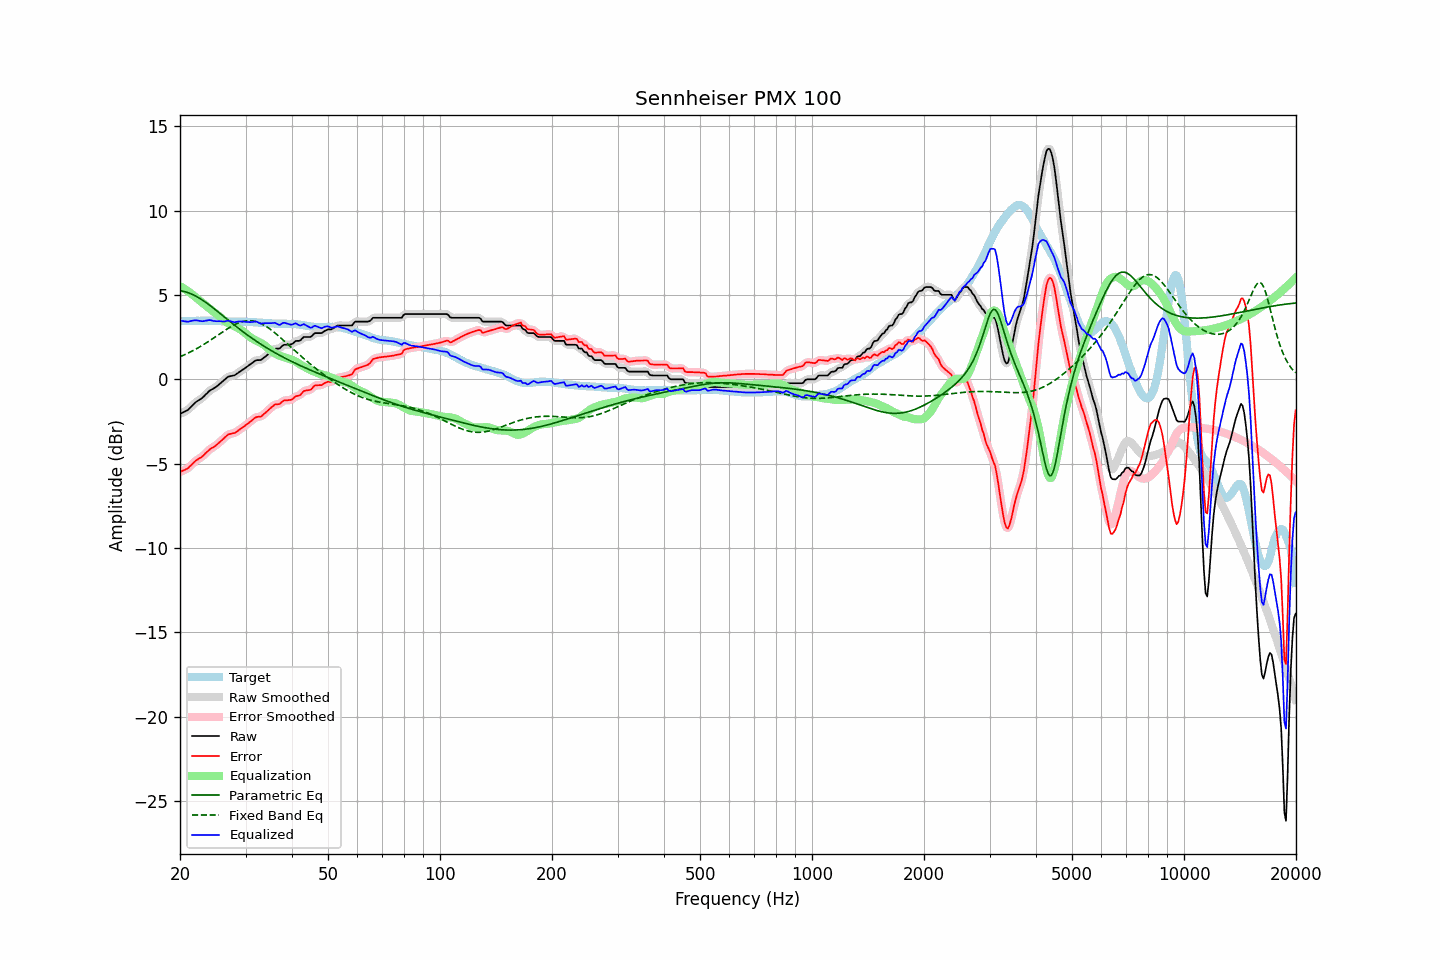 Sennheiser PMX 100
15
10
5
0
−5
−10
−15
−20
−25
Amplitude (dBr)
Target
Raw Smoothed
Error Smoothed
Raw
Error
Equalization
Parametric Eq
Fixed Band Eq
Equalized
20 50 100 200 500 1000 2000 5000 10000 20000
Frequency (Hz)